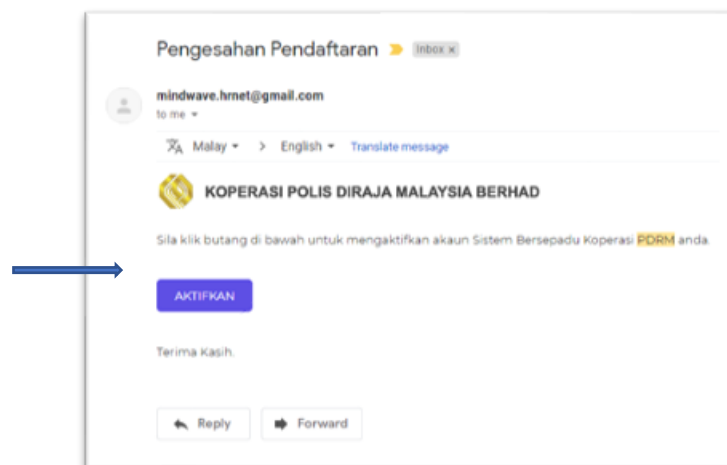 Pengesahan Pendaftaran Inbox x
mindwave.hrnet@gmail.com
to me
Malay > English Translate message
KOPERASI POLIS DIRAJA MALAYSIA BERHAD
Sila klik butang di bawah untuk mengaktifkan akaun Sistem Bersepadu Koperasi PDRM anda.
AKTIFKAN
Terima Kasih.
Reply Forward